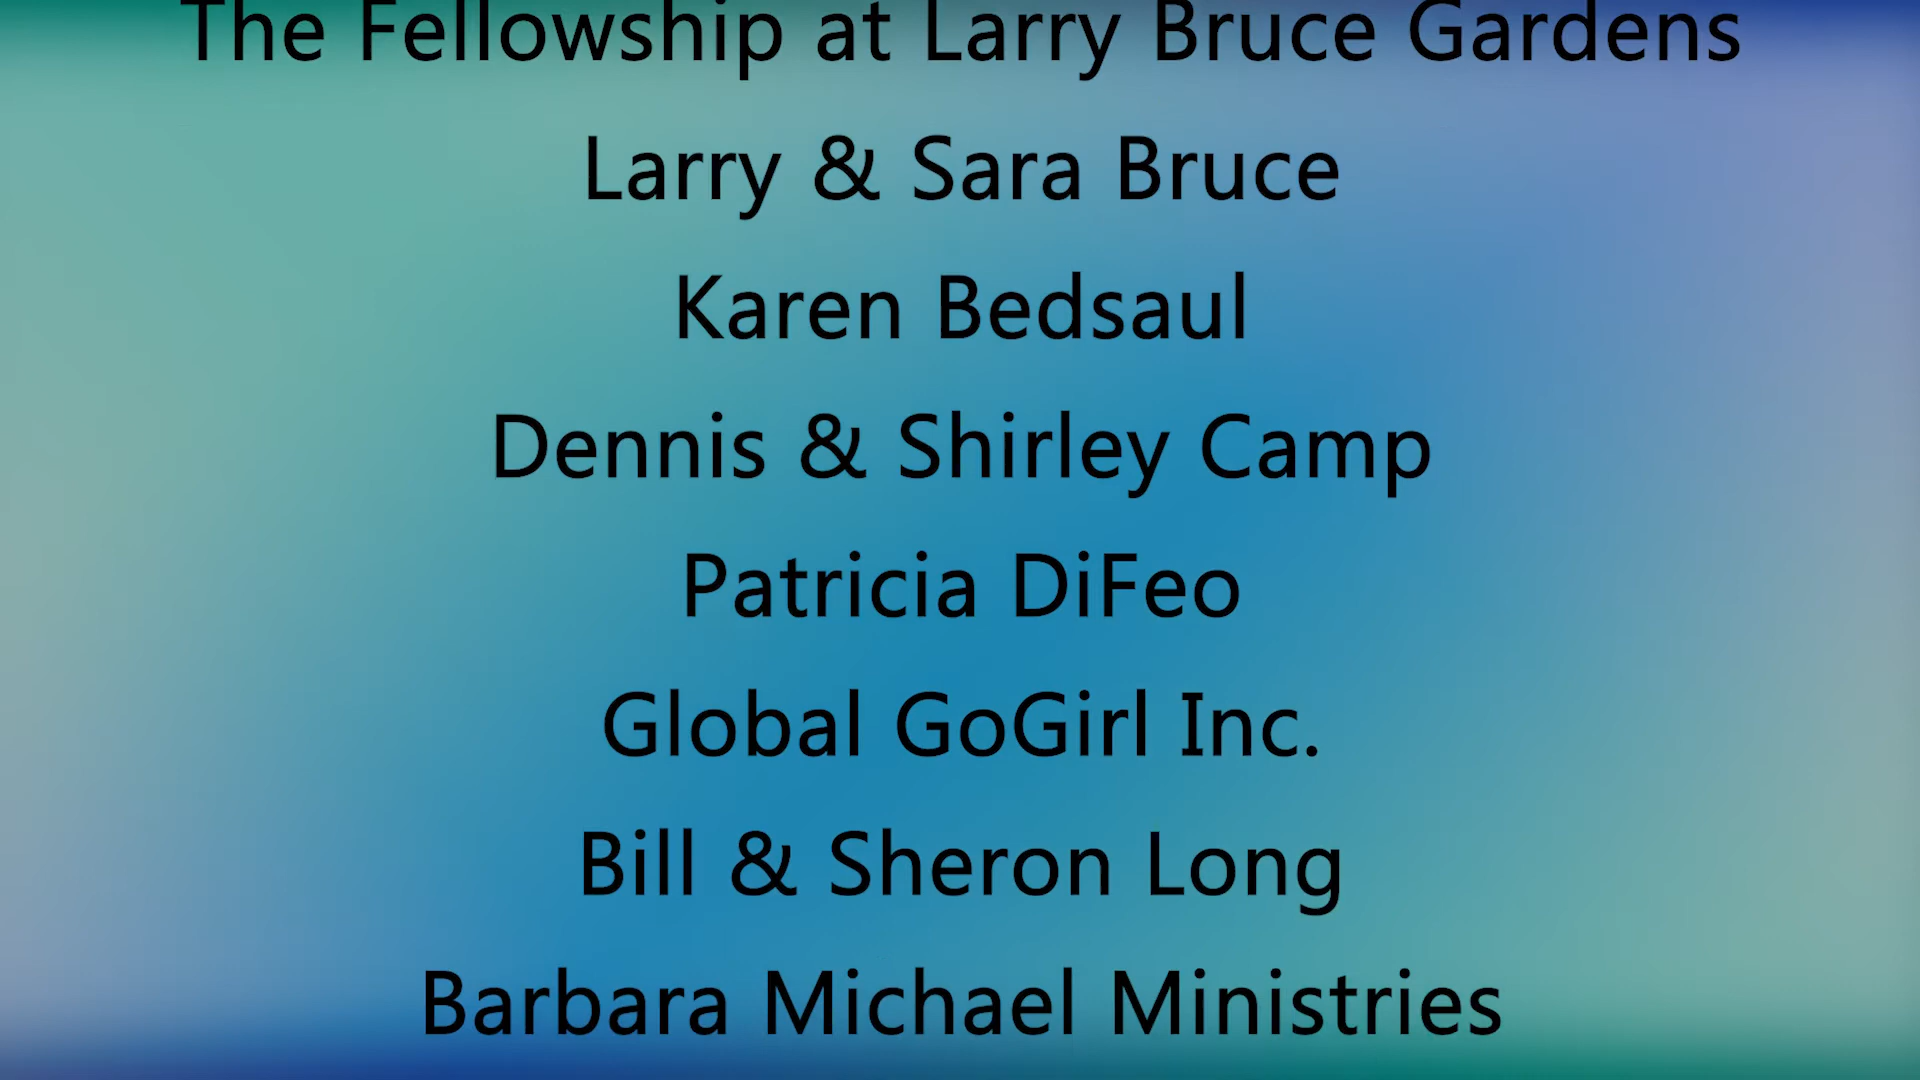 The Fellowship at Larry Bruce Gardens
Larry & Sara Bruce
Karen Bedsaul
Dennis & Shirley Camp
Patricia DiFeo
Global GoGirl Inc.
Bill & Sheron Long
Barbara Michael Ministries